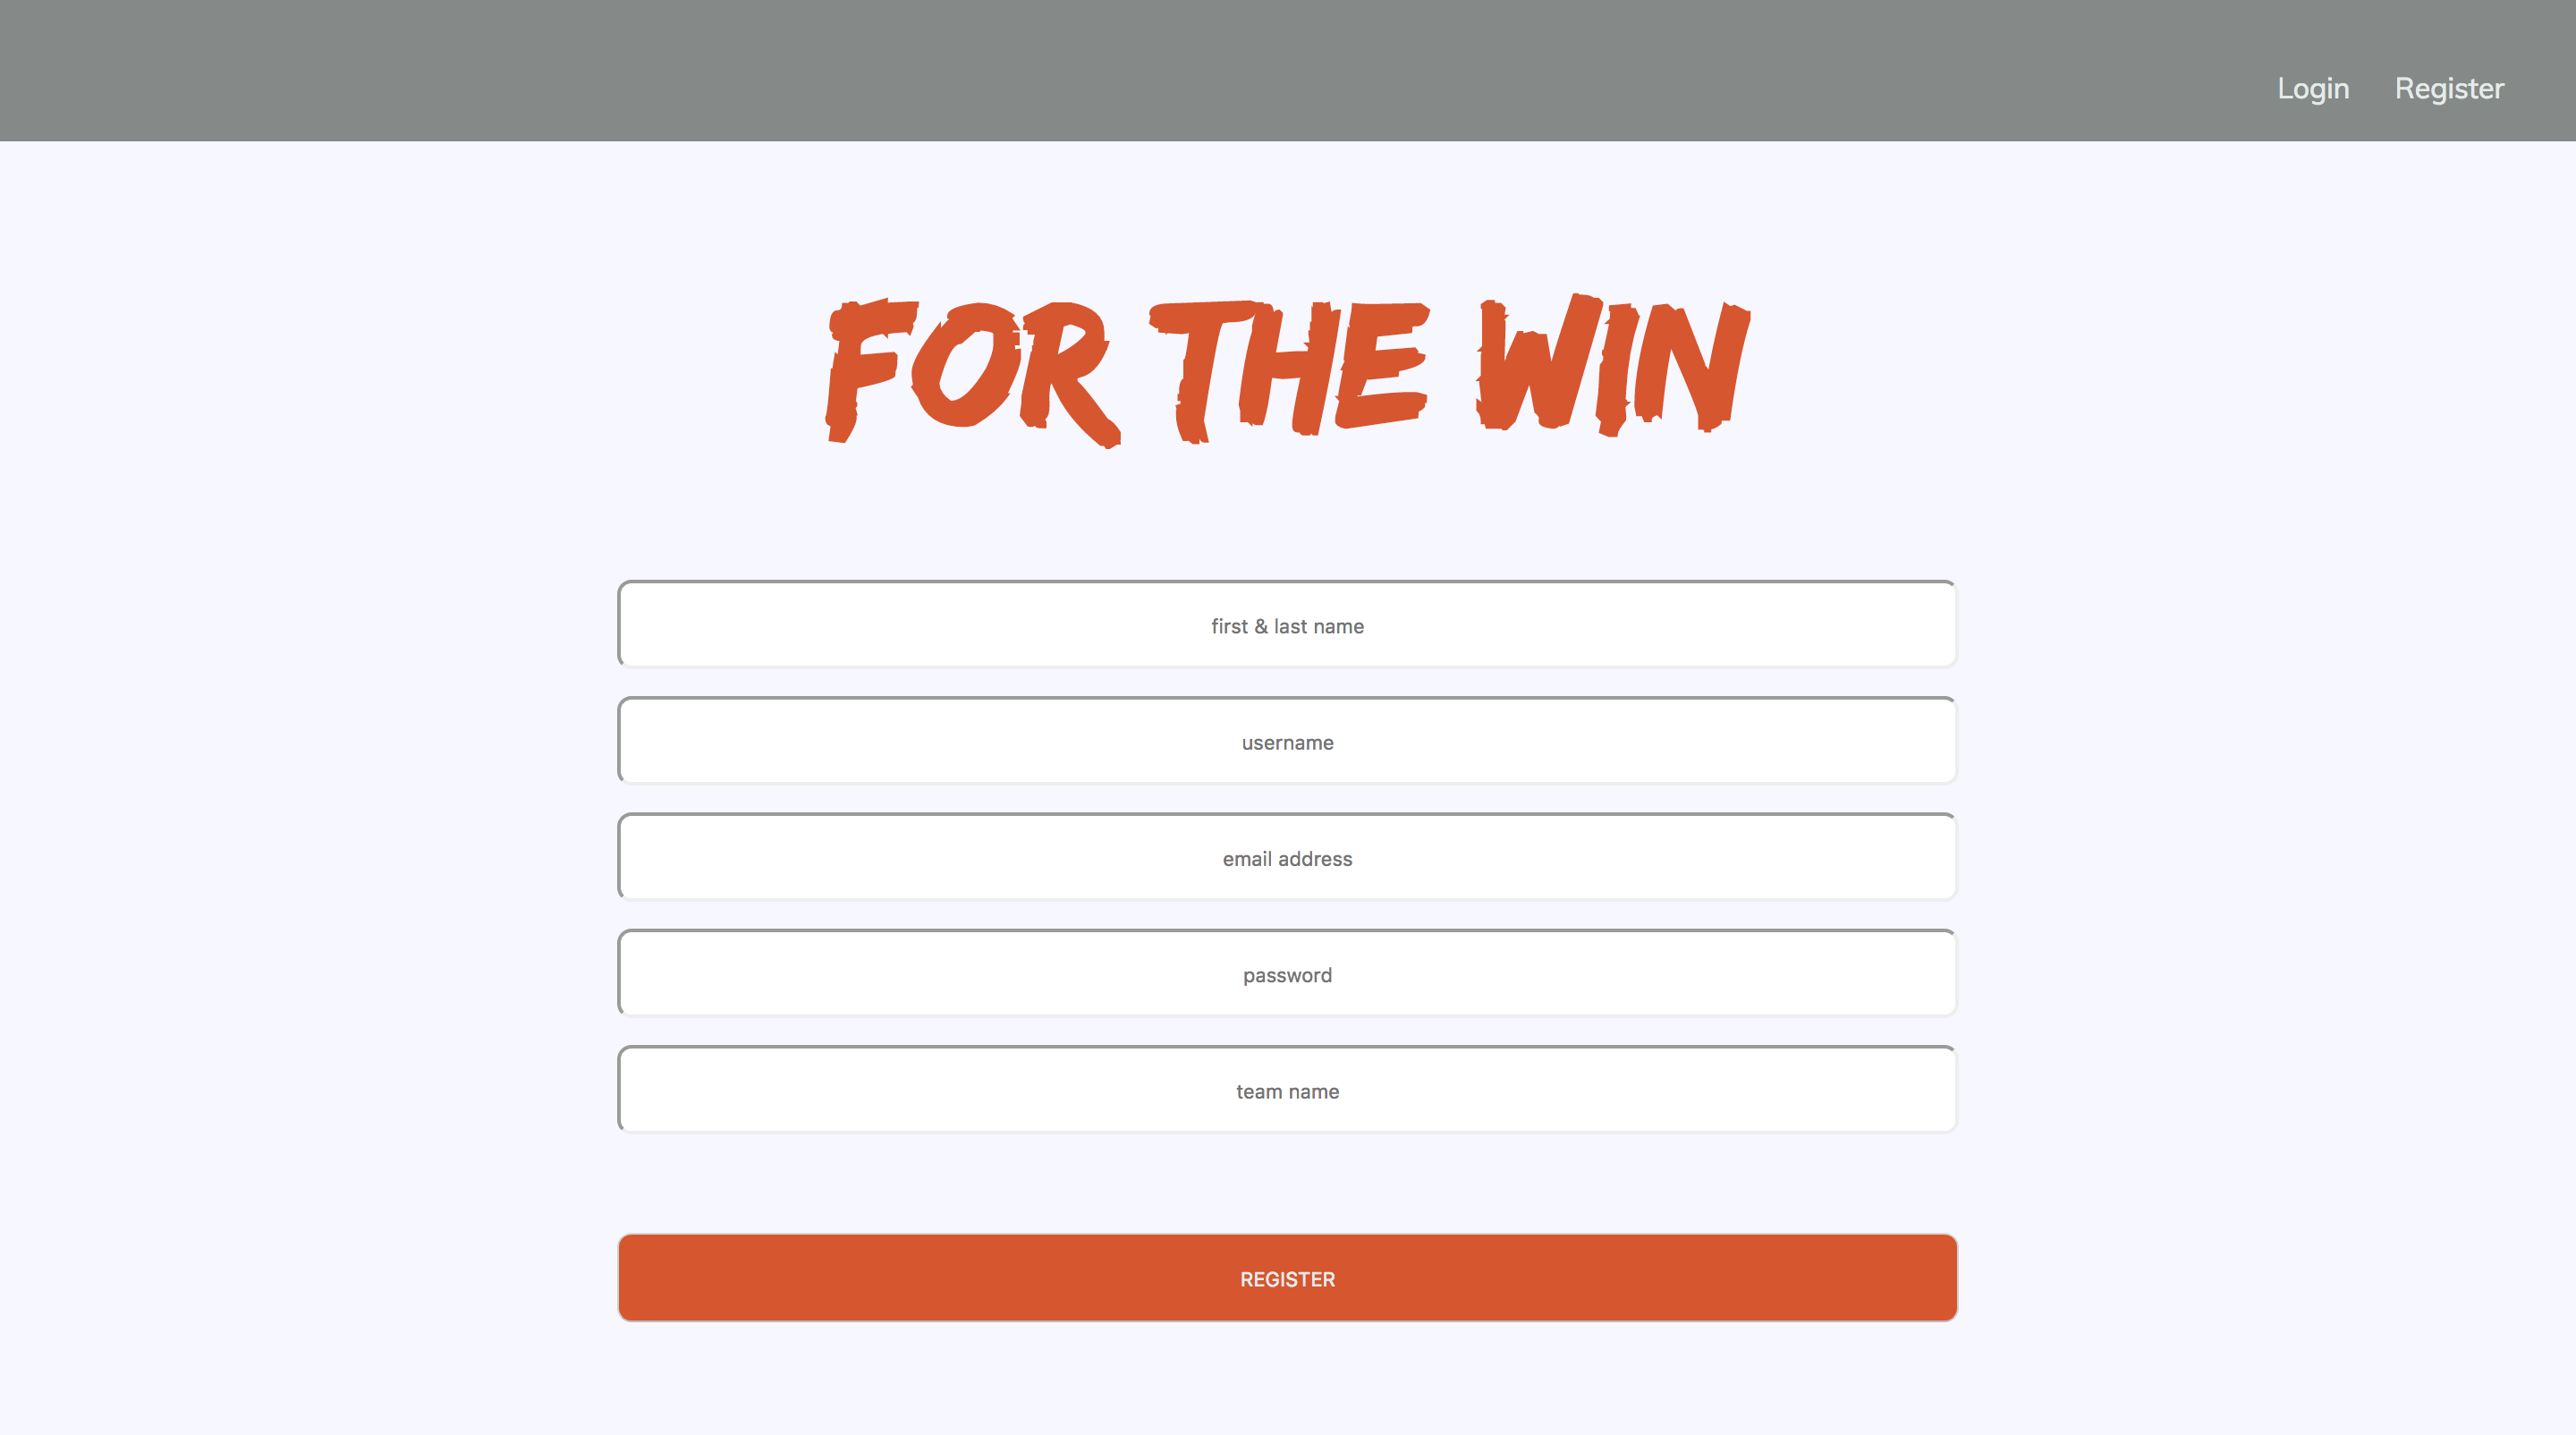 Login Register
FOR THE WIN
first & last name
username
email address
password
team name
REGISTER